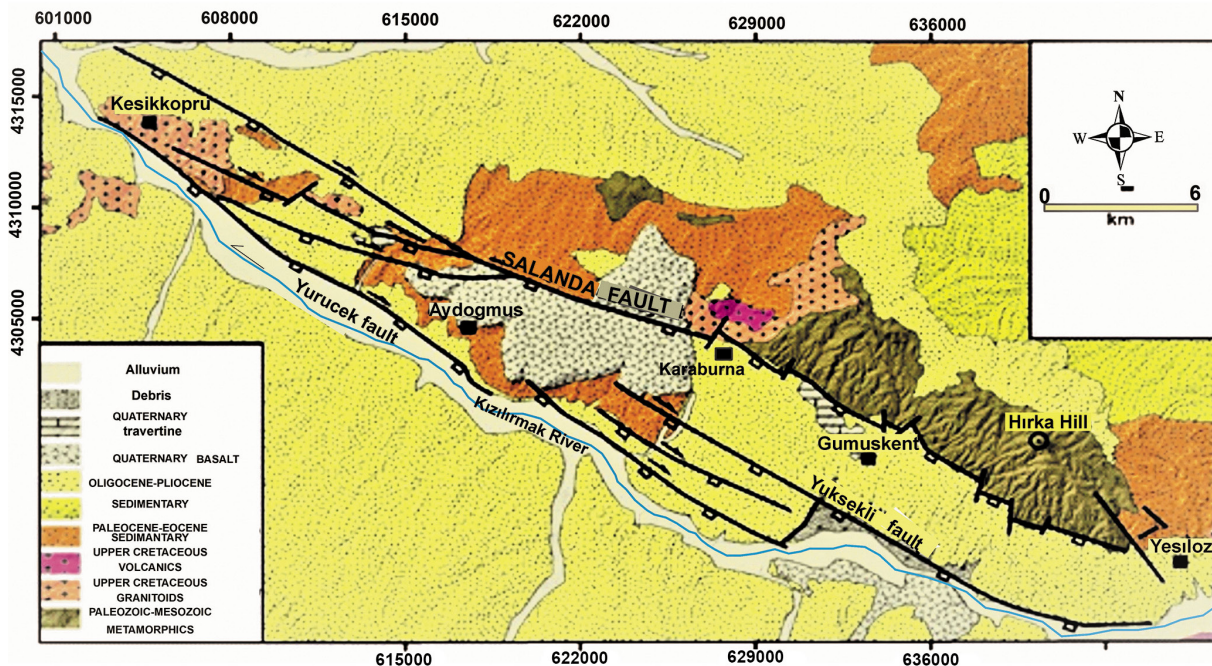 601000 608000 615000 622000 629000 636000
4315000
4310000
4305000
Kesikkopru
N
W E
S
0 6
km
SALANDA FAULT
Yurucek fault
Aydogmus
Karaburna
Kızılırmak River
Gumuskent
Hırka Hill
Yuksekli fault
Yesıloz
Alluvium
Debris
QUATERNARY
travertine
QUATERNARY BASALT
OLIGOCENE-PLIOCENE
SEDIMENTARY
PALEOCENE-EOCENE
SEDIMANTARY
UPPER CRETACEOUS
VOLCANICS
UPPER CRETACEOUS
GRANITOIDS
PALEOZOIC-MESOZOIC
METAMORPHICS
615000 622000 629000 636000